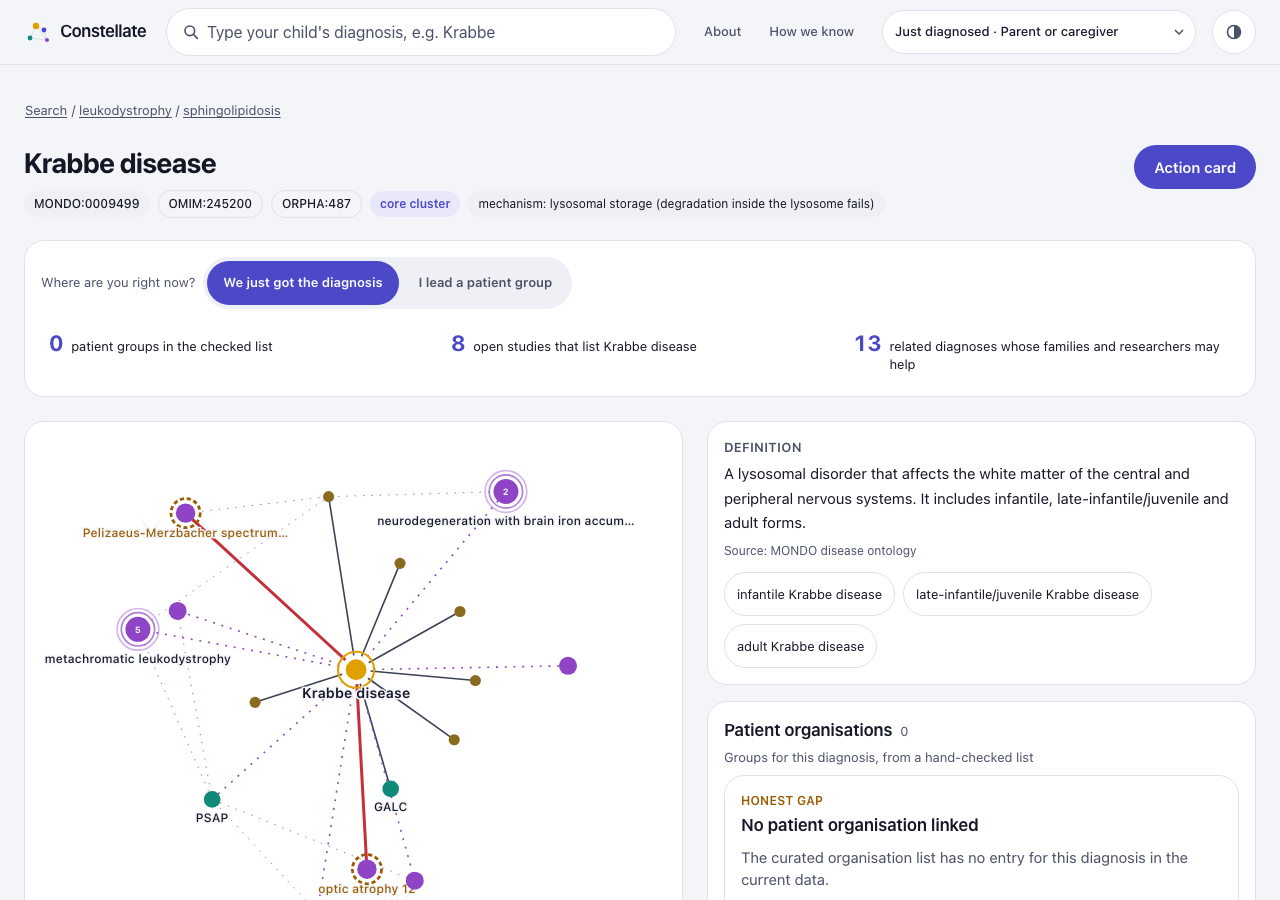 Constellate
Type your child's diagnosis, e.g. Krabbe
About
How we know
Just diagnosed · Parent or caregiver
Search / leukodystrophy / sphingolipidosis
Krabbe disease
Action card
MONDO:0009499
OMIM:245200
ORPHA:487
core cluster
mechanism: lysosomal storage (degradation inside the lysosome fails)
Where are you right now?
We just got the diagnosis
I lead a patient group
0 patient groups in the checked list
8 open studies that list Krabbe disease
13 related diagnoses whose families and researchers may
help
2
Pelizaeus-Merzbacher spectrum...
neurodegeneration with brain iron accum...
5
metachromatic leukodystrophy
Krabbe disease
GALC
PSAP
optic atrophy 12
DEFINITION
A lysosomal disorder that affects the white matter of the central and
peripheral nervous systems. It includes infantile, late-infantile/juvenile and
adult forms.
Source: MONDO disease ontology
infantile Krabbe disease
late-infantile/juvenile Krabbe disease
adult Krabbe disease
Patient organisations 0
Groups for this diagnosis, from a hand-checked list
HONEST GAP
No patient organisation linked
The curated organisation list has no entry for this diagnosis in the
current data.